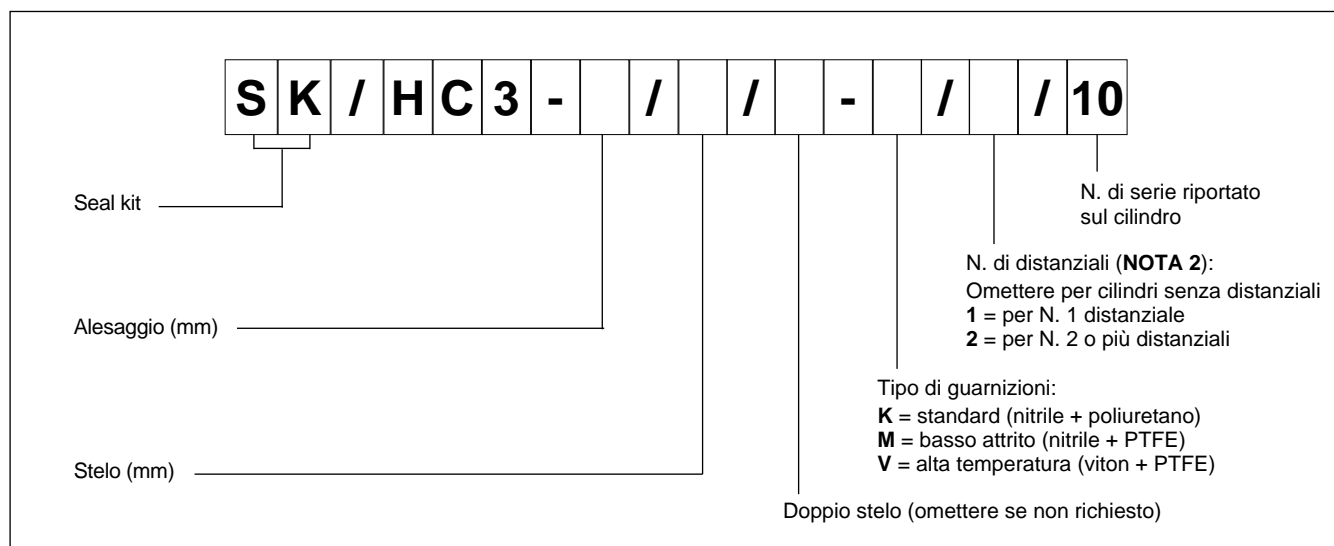 SK/HC3- / / - / /10
Seal kit
N. di serie riportato
sul cilindro
N. di distanziali (NOTA 2):
Omettere per cilindri senza distanziali
1 = per N. 1 distanziale
2 = per N. 2 o più distanziali
Alesaggio (mm)
Tipo di guarnizioni:
K = standard (nitrile + poliuretano)
M = basso attrito (nitrile + PTFE)
V = alta temperatura (viton + PTFE)
Stelo (mm)
Doppio stelo (omettere se non richiesto)